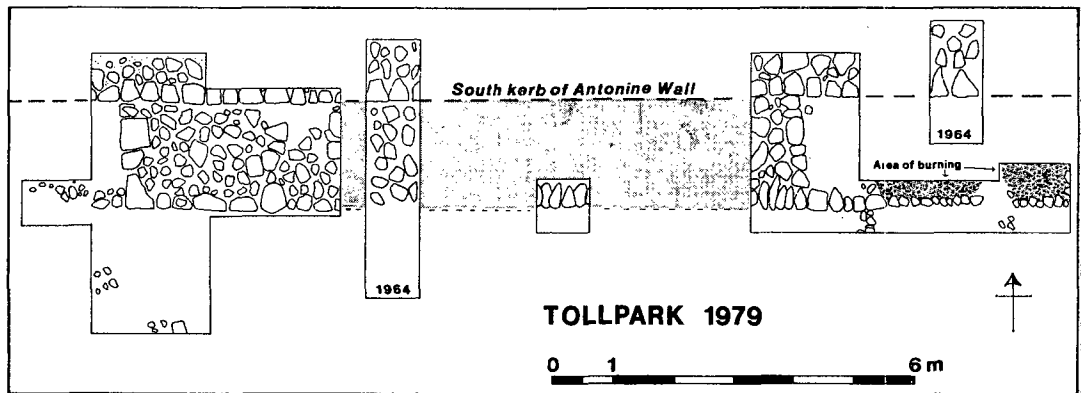 South kerb of Antonine Wall
1964
Area of burning
1964
TOLLPARK 1979
0 1 6 m